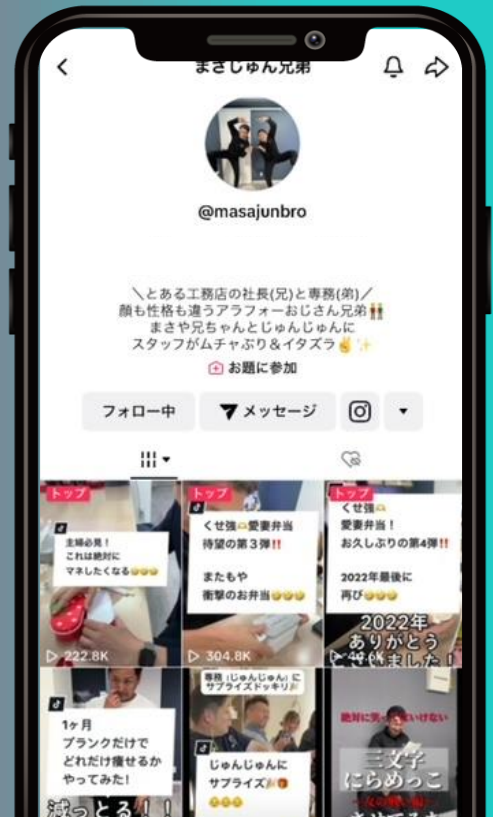 まさじゅん兄弟
@masajunbro
＼とある工務店の社長(兄)と専務(弟)／
顔も性格も違うアラフォーおじさん兄弟👬
まさや兄ちゃんとじゅんじゅんに
スタッフがムチャぶり＆イタズラ✌️✨
お題に参加
フォロー中
メッセージ
トップ
主婦必見！
これは絶対に
マネしたくなる🤣🤣🤣
222.8K
トップ
くせ強🫶愛妻弁当
待望の第３弾‼️
またもや
衝撃のお弁当🤣🤣🤣
304.8K
トップ
くせ強🫶
愛妻弁当！
お久しぶりの第4弾‼️
2022年最後に
再び🤣🤣🤣
2022年
ありがとう
ございました！
1ヶ月
プランクだけで
どれだけ痩せるか
やってみた！
減っとる！！
専務（じゅんじゅん）に
サプライズドッキリ🎉
じゅんじゅんに
サプライズ🎉🎁
絶対に笑ってはいけない
三文字
にらめっこ